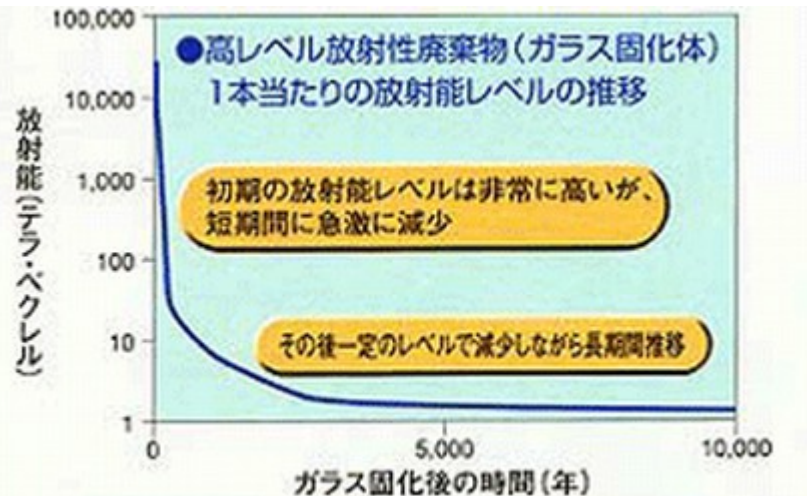 ●高レベル放射性廃棄物(ガラス固化体)
1本当たりの放射能レベルの推移
放射能(テラ・ベクレル)
100,000
10,000
1,000
100
10
1
初期の放射能レベルは非常に高いが、
短期間に急激に減少
その後一定のレベルで減少しながら長期間推移
0
5,000
10,000
ガラス固化後の時間(年)